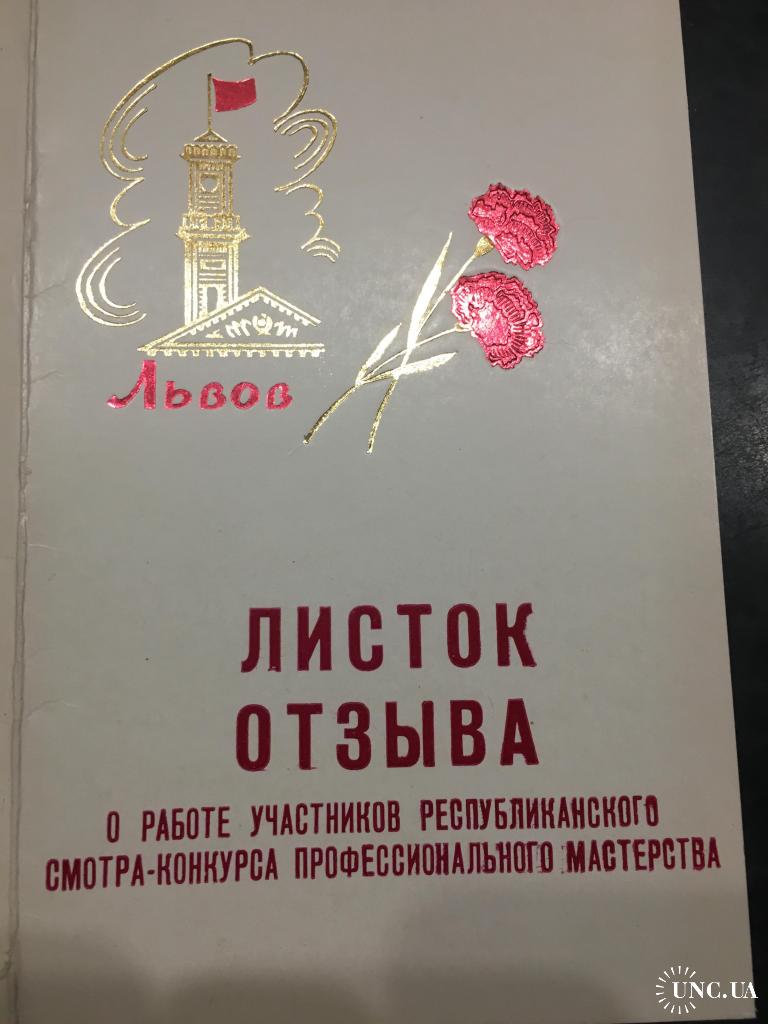 Львов
ЛИСТОК
ОТЗЫВА
О РАБОТЕ УЧАСТНИКОВ РЕСПУБЛИКАНСКОГО
СМОТРА-КОНКУРСА ПРОФЕССИОНАЛЬНОГО МАСТЕРСТВА
UNC.UA